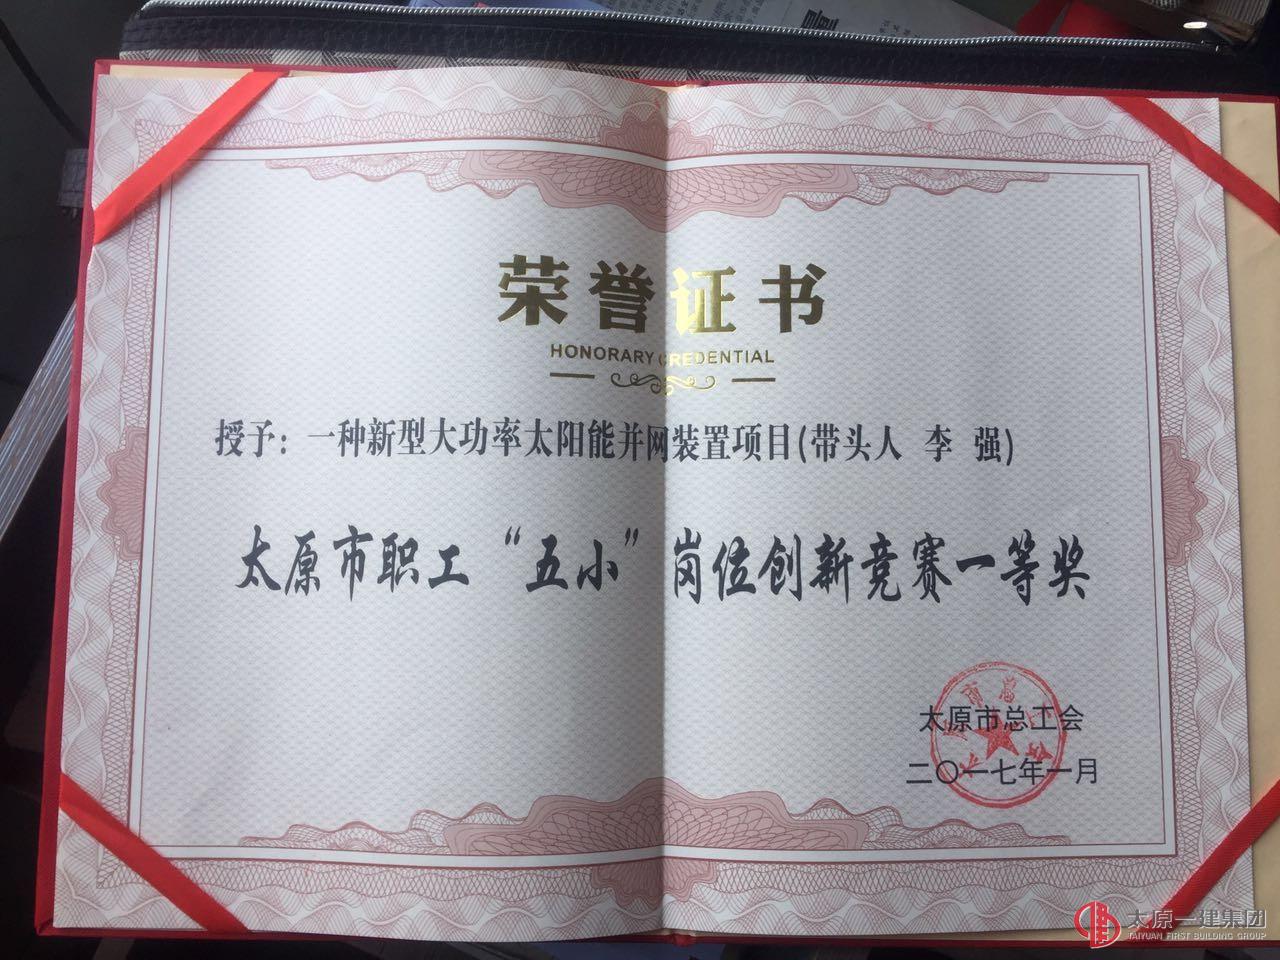 荣誉证书
HONORARY CREDENTIAL
授予：一种新型大功率太阳能并网装置项目(带头人 李 强)
太原市职工“五小”岗位创新竞赛一等奖
太原市总工会
二〇一七年一月
太原一建集团
TAIYUAN FIRST BUILDING GROUP